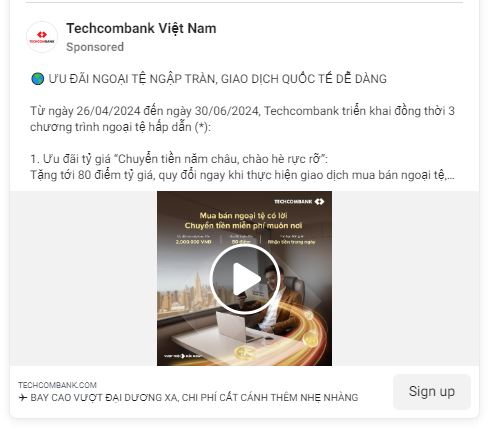 Techcombank Việt Nam
Sponsored
TECHCOMBANK
🌎 ƯU ĐÃI NGOẠI TỆ NGẬP TRÀN, GIAO DỊCH QUỐC TẾ DỄ DÀNG
Từ ngày 26/04/2024 đến ngày 30/06/2024, Techcombank triển khai đồng thời 3
chương trình ngoại tệ hấp dẫn (*):
1. Ưu đãi tỷ giá “Chuyển tiền năm châu, chào hè rực rỡ”:
Tặng tới 80 điểm tỷ giá, quy đổi ngay khi thực hiện giao dịch mua bán ngoại tệ,...
TECHCOMBANK
Mua bán ngoại tệ có lời
Chuyển tiền miễn phí muôn nơi
2,000,000 VNĐ
80 điểm
Nhận tiền trong ngày
TECHCOMBANK.COM
✈ BAY CAO VƯỢT ĐẠI DƯƠNG XA, CHI PHÍ CẤT CÁNH THÊM NHẸ NHÀNG
Sign up